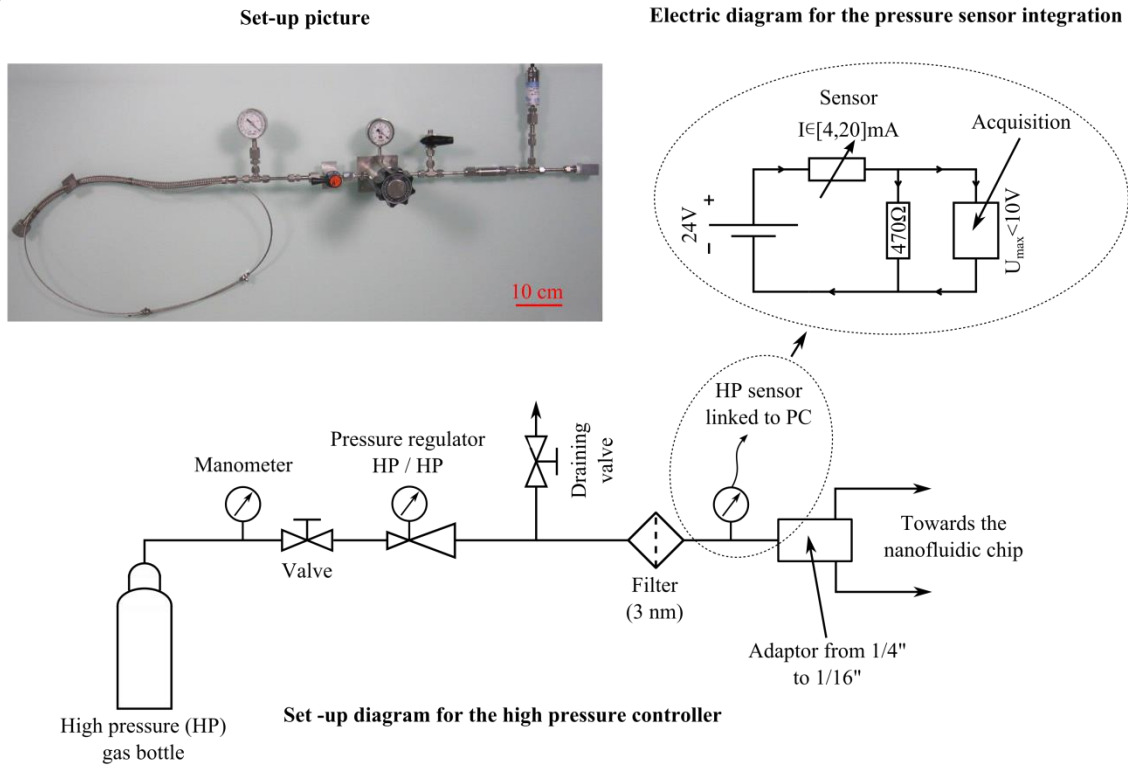 Set-up picture
Electric diagram for the pressure sensor integration
10 cm
Sensor
I∈[4,20]mA
Acquisition
24V
+
-
470Ω
Umax<10V
HP sensor
linked to PC
Manometer
Pressure regulator
HP / HP
Draining
valve
Valve
Filter
(3 nm)
Towards the
nanofluidic chip
Adaptor from 1/4"
to 1/16"
High pressure (HP)
gas bottle
Set -up diagram for the high pressure controller